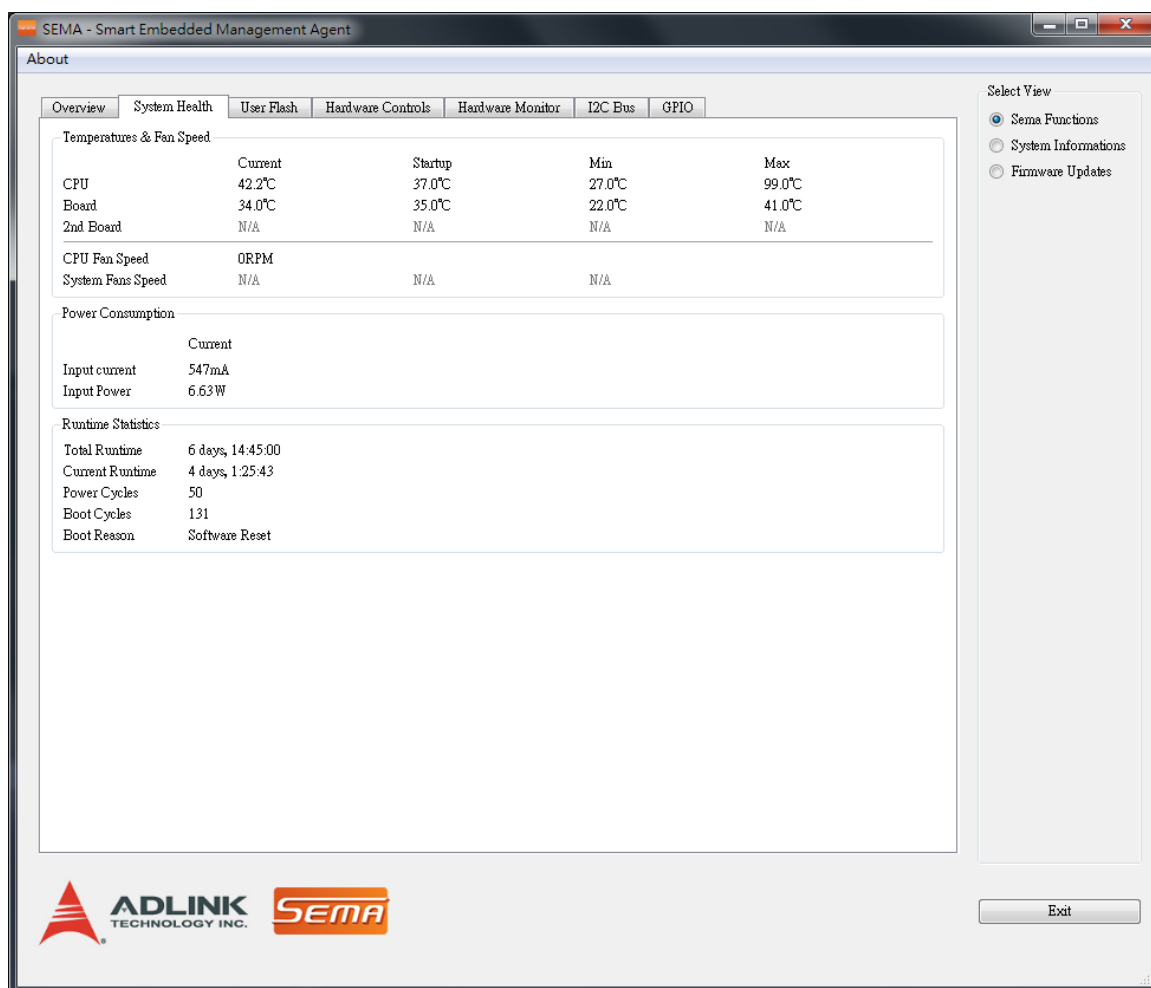 SEMA - Smart Embedded Management Agent
About
Overview System Health User Flash Hardware Controls Hardware Monitor I2C Bus GPIO
Temperatures & Fan Speed
Current Startup Min Max
CPU 42.2°C 37.0°C 27.0°C 99.0°C
Board 34.0°C 35.0°C 22.0°C 41.0°C
2nd Board N/A N/A N/A N/A
CPU Fan Speed 0RPM
System Fans Speed N/A N/A N/A
Power Consumption
Current
Input current 547mA
Input Power 6.63W
Runtime Statistics
Total Runtime 6 days, 14:45:00
Current Runtime 4 days, 1:25:43
Power Cycles 50
Boot Cycles 131
Boot Reason Software Reset
Select View
Sema Functions
System Informations
Firmware Updates
ADLINK
TECHNOLOGY INC.
SEMA
Exit